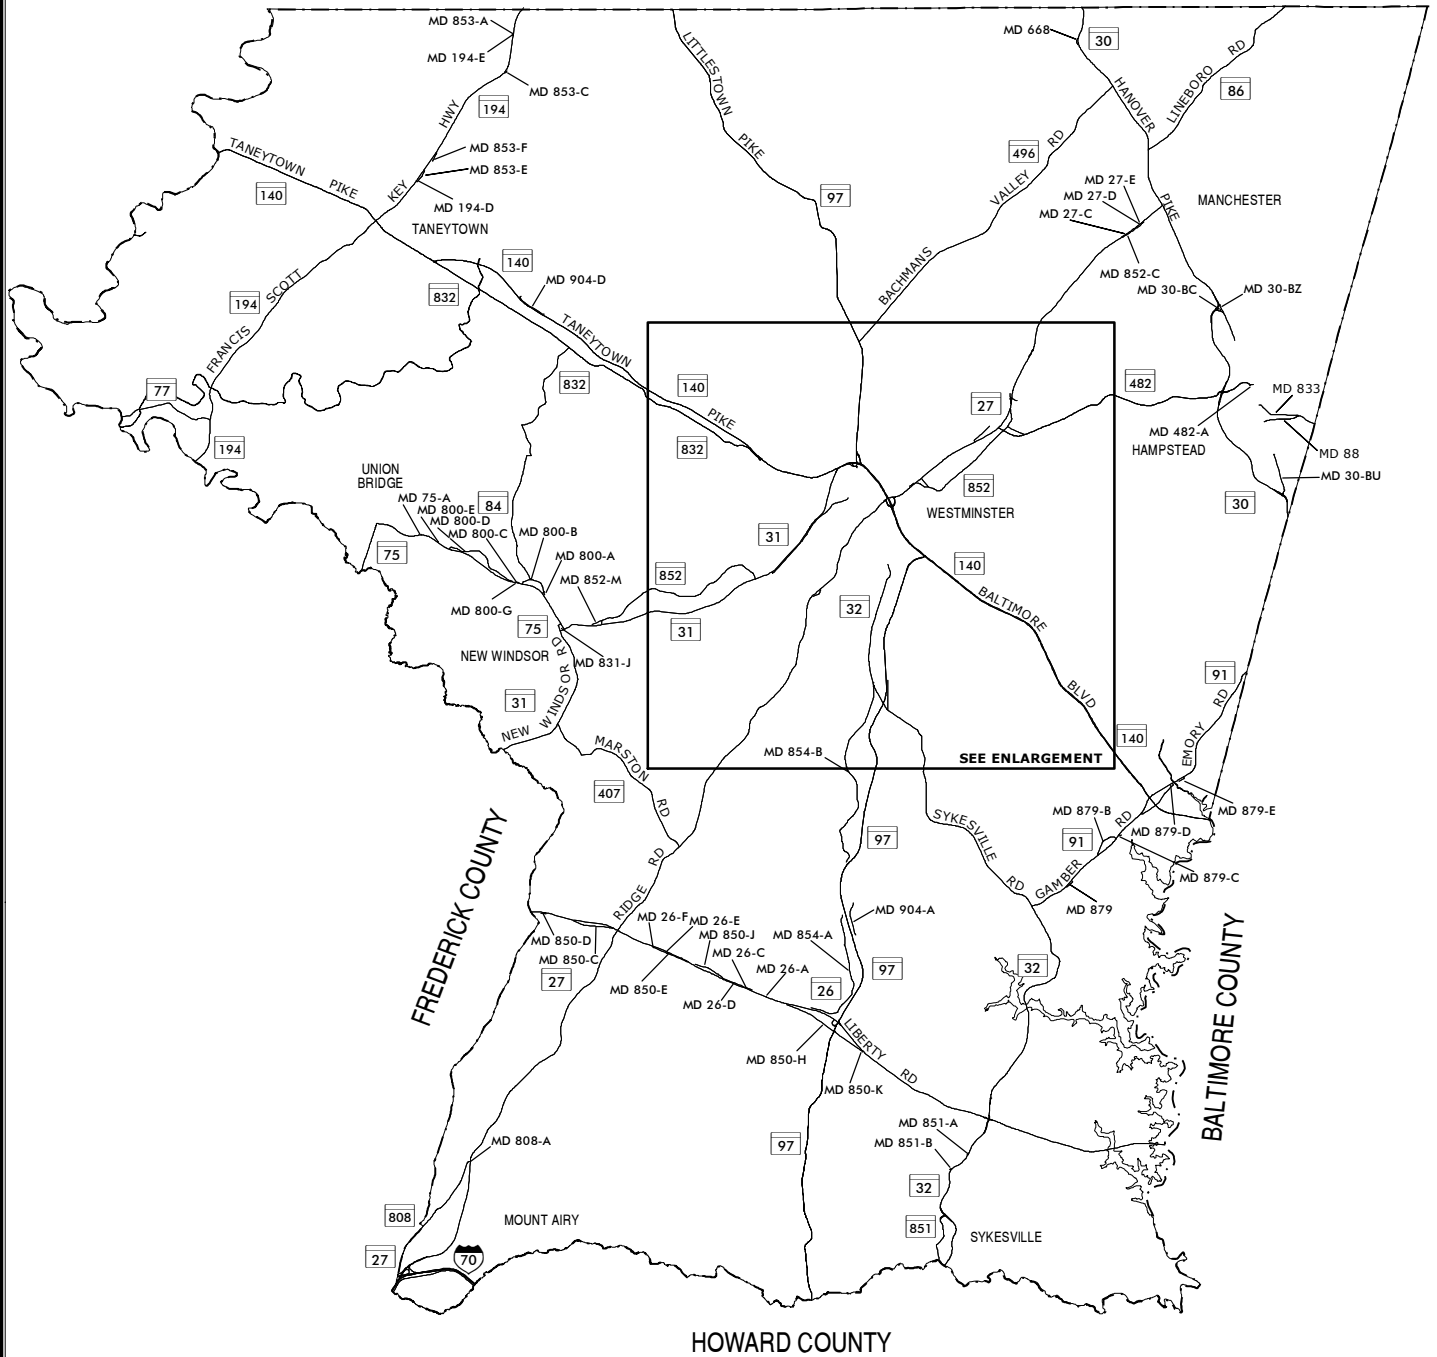 MD 853-A
MD 194-E
MD 853-C
194
HWY
MD 853-F
MD 853-E
KEY
MD 194-D
TANEYTOWN
PIKE
140
TANEYTOWN
LITTLESTOWN
PIKE
97
MD 668
30
HANOVER
PIKE
LINEBORO RD
86
496
BACHMANS
VALLEY
RD
MD 27-E
MD 27-D
MD 27-C
MANCHESTER
MD 852-C
MD 30-BC
MD 30-BZ
140
832
MD 904-D
TANEYTOWN
PIKE
194
FRANCIS
SCOTT
77
194
832
140
832
27
482
MD 833
MD 482-A
HAMPSTEAD
MD 88
MD 30-BU
30
852
WESTMINSTER
UNION
BRIDGE
MD 75-A
MD 800-E
MD 800-D
MD 800-C
84
MD 800-B
MD 800-A
MD 852-M
75
MD 800-G
75
NEW WINDSOR
MD 831-J
852
31
31
32
140
BALTIMORE
BLVD
31
NEW
WINDSOR
RD
MARSTON
RD
407
MD 854-B
SEE ENLARGEMENT
140
91
EMORY
RD
MD 879-E
MD 879-B
MD 879-D
91
MD 879-C
GAMBER
RD
MD 879
SYKESVILLE
RD
97
FREDERICK COUNTY
RIDGE
RD
MD 26-F
MD 26-E
MD 850-J
MD 26-C
MD 26-A
MD 850-D
MD 850-C
27
MD 850-E
MD 26-D
MD 904-A
MD 854-A
97
26
LIBERTY
RD
MD 850-H
MD 850-K
32
BALTIMORE COUNTY
MD 851-A
MD 851-B
97
32
851
SYKESVILLE
MD 808-A
808
MOUNT AIRY
27
70
HOWARD COUNTY